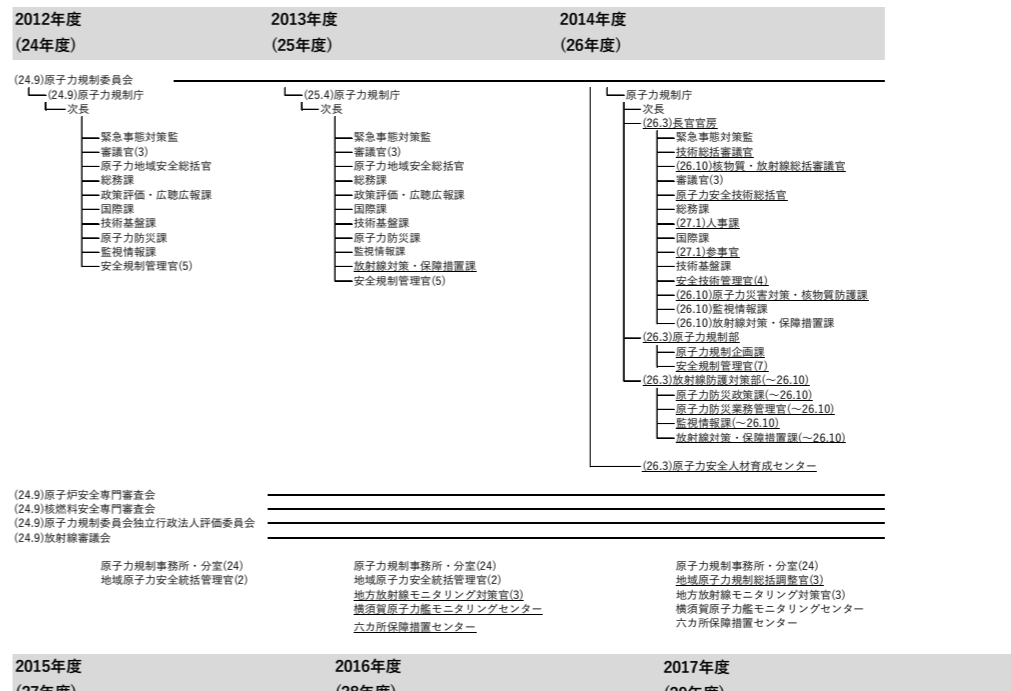 2012年度
(24年度)
2013年度
(25年度)
2014年度
(26年度)
(24.9)原子力規制委員会
(24.9)原子力規制庁
次長
緊急事態対策監
審議官(3)
原子力地域安全総括官
総務課
政策評価・広聴広報課
国際課
技術基盤課
原子力防災課
監視情報課
安全規制管理官(5)
(25.4)原子力規制庁
次長
緊急事態対策監
審議官(3)
原子力地域安全総括官
総務課
政策評価・広聴広報課
国際課
技術基盤課
原子力防災課
監視情報課
放射線対策・保障措置課
安全規制管理官(5)
原子力規制庁
次長
(26.3)長官官房
緊急事態対策監
技術総括審議官
(26.10)核物質・放射線総括審議官
審議官(3)
原子力安全技術総括官
総務課
(27.1)人事課
国際課
(27.1)参事官
技術基盤課
安全技術管理官(4)
(26.10)原子力災害対策・核物質防護課
(26.10)監視情報課
(26.10)放射線対策・保障措置課
(26.3)原子力規制部
原子力規制企画課
安全規制管理官(7)
(26.3)放射線防護対策部(～26.10)
原子力防災政策課(～26.10)
原子力防災業務管理官(～26.10)
監視情報課(～26.10)
放射線対策・保障措置課(～26.10)
(26.3)原子力安全人材育成センター
(24.9)原子炉安全専門審査会
(24.9)核燃料安全専門審査会
(24.9)原子力規制委員会独立行政法人評価委員会
(24.9)放射線審議会
原子力規制事務所・分室(24)
地域原子力安全統括管理官(2)
原子力規制事務所・分室(24)
地域原子力安全統括管理官(2)
地方放射線モニタリング対策官(3)
横須賀原子力艦モニタリングセンター
六カ所保障措置センター
原子力規制事務所・分室(24)
地域原子力規制総括調整官(3)
地方放射線モニタリング対策官(3)
横須賀原子力艦モニタリングセンター
六カ所保障措置センター
2015年度
(27年度)
2016年度
(28年度)
2017年度
(29年度)